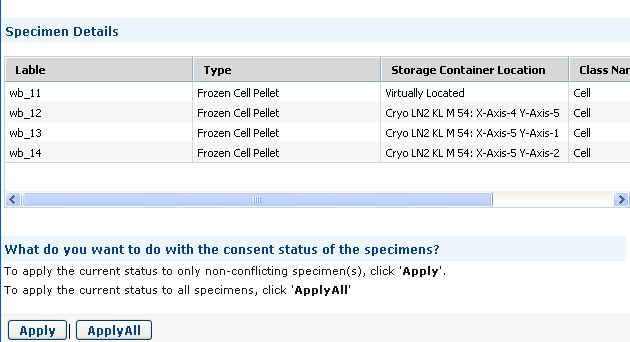 Specimen Details
Lable Type Storage Container Location Class Nar
wb_11 Frozen Cell Pellet Virtually Located Cell
wb_12 Frozen Cell Pellet Cryo LN2 KL M 54: X-Axis-4 Y-Axis-5 Cell
wb_13 Frozen Cell Pellet Cryo LN2 KL M 54: X-Axis-5 Y-Axis-1 Cell
wb_14 Frozen Cell Pellet Cryo LN2 KL M 54: X-Axis-5 Y-Axis-2 Cell
What do you want to do with the consent status of the specimens?
To apply the current status to only non-conflicting specimen(s), click 'Apply'.
To apply the current status to all specimens, click 'ApplyAll'
Apply | ApplyAll